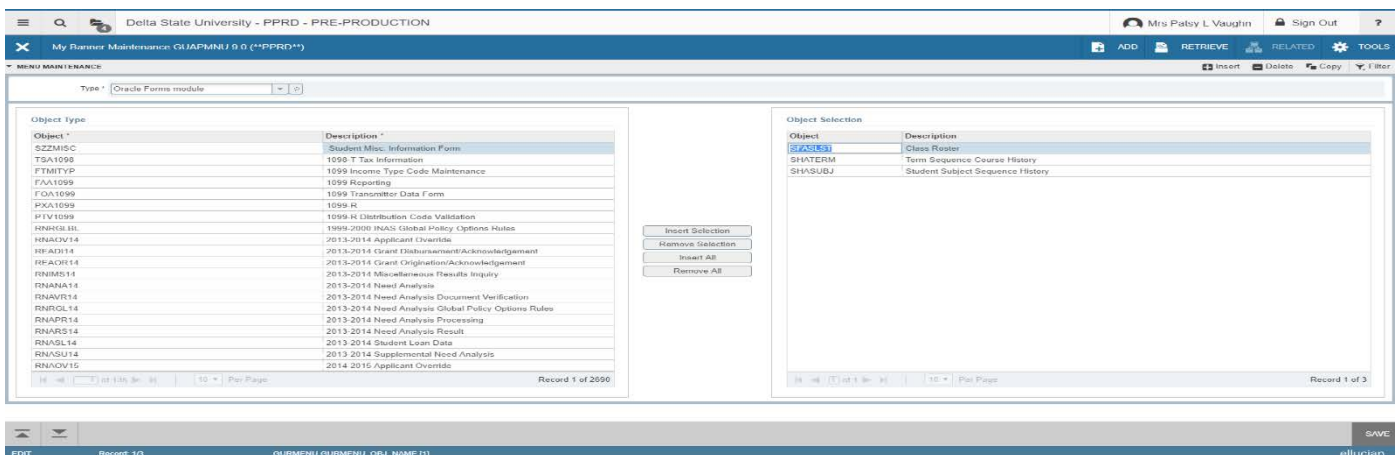 4 Delta State University - PPRD - PRE-PRODUCTION Mrs Patsy L Vaughn Sign Out ?
My Banner Maintenance GUAPMNU 9.0 (**PPRD**) ADD RETRIEVE RELATED TOOLS
MENU MAINTENANCE Insert Delete Copy Filter
Type * Oracle Forms module
Object Type
Object * Description *
SZZMISC Student Misc. Information Form
TSA1098 1098-T Tax Information
FTMITYP 1099 Income Type Code Maintenance
FAA1099 1099 Reporting
FOA1099 1099 Transmitter Data Form
PXA1099 1099-R
PTV1099 1099-R Distribution Code Validation
RNRGLBL 1999-2000 INAS Global Policy Options Rules
RNAOV14 2013-2014 Applicant Override
READI14 2013-2014 Grant Disbursement/Acknowledgement
REAOR14 2013-2014 Grant Origination/Acknowledgement
RNIMS14 2013-2014 Miscellaneous Results Inquiry
RNANA14 2013-2014 Need Analysis
RNAVR14 2013-2014 Need Analysis Document Verification
RNRGL14 2013-2014 Need Analysis Global Policy Options Rules
RNAPR14 2013-2014 Need Analysis Processing
RNARS14 2013-2014 Need Analysis Result
RNASL14 2013-2014 Student Loan Data
RNASU14 2013-2014 Supplemental Need Analysis
RNAOV15 2014-2015 Applicant Override
Per Page Record 1 of 2690
Insert Selection
Remove Selection
Insert All
Remove All
Object Selection
Object Description
SFASLST Class Roster
SHATERM Term Sequence Course History
SHASUBJ Student Subject Sequence History
Per Page Record 1 of 3
SAVE
EDIT Record: 1/3 GURMENU.GURMENU_OBJ_NAME [1] ellucian